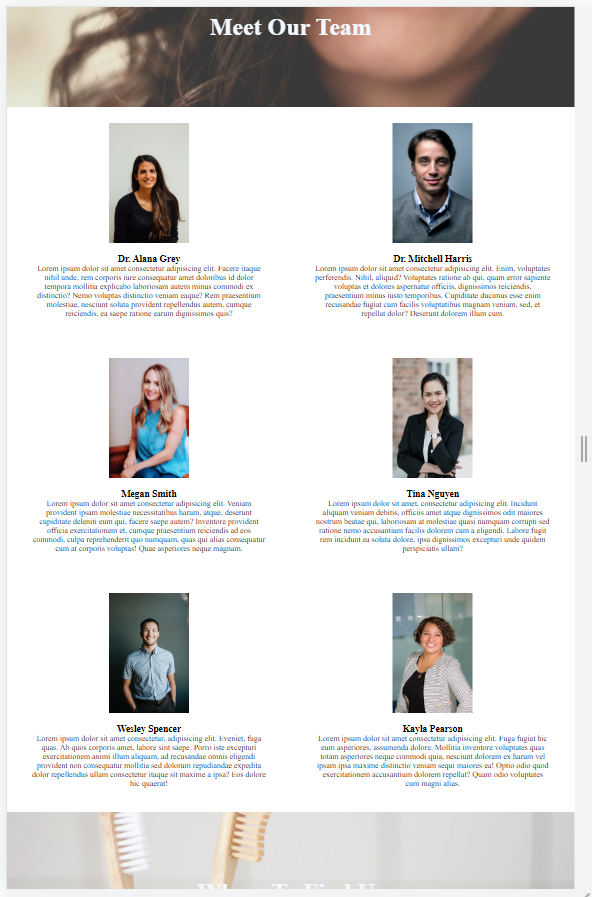 Meet Our Team
Dr. Alana Grey
Lorem ipsum dolor sit amet consectetur adipisicing elit. Facere itaque
nihil unde, rem corporis iure consequatur amet doloribus id dolor
tempora mollitia explicabo laboriosam autem minus commodi ex
distinctio? Nemo voluptas distinctio veniam eaque? Rem praesentium
molestiae, nesciunt soluta provident repellendus autem, cumque
reiciendis, ea saepe ratione earum dignissimos quis?
Dr. Mitchell Harris
Lorem ipsum dolor sit amet consectetur adipisicing elit. Enim, voluptates
perferendis. Nihil, aliquid? Voluptates ratione ab qui, quam error sapiente
voluptas et dolores aspernatur officiis, dignissimos reiciendis,
praesentium minus iusto temporibus. Cupiditate ducimus esse enim
recusandae fugiat cum facilis voluptatibus magnam veniam, sed, et
repellat dolor? Deserunt dolorem illum cum.
Megan Smith
Lorem ipsum dolor sit amet consectetur adipisicing elit. Veniam
provident ipsam molestiae necessitatibus harum, atque, deserunt
cupiditate deleniti eum qui, facere saepe autem? Inventore provident
officia exercitationem et, cumque praesentium reiciendis ad eos
commodi, culpa reprehenderit quo numquam, quas qui alias consequatur
cum at corporis voluptas! Quae asperiores neque magnam.
Tina Nguyen
Lorem ipsum dolor sit amet, consectetur adipisicing elit. Incidunt
aliquam veniam debitis, officiis amet atque dignissimos odit maiores
nostrum beatae qui, laboriosam at molestiae quasi numquam corrupti sed
ratione nemo accusantium facilis dolorem cum a eligendi. Labore fugit
rem incidunt ea soluta dolore, ipsa dignissimos excepturi unde quidem
perspiciatis ullam?
Wesley Spencer
Lorem ipsum dolor sit amet consectetur, adipisicing elit. Eveniet, fuga
quas. Ab quos corporis amet, labore sint saepe. Porro iste excepturi
exercitationem animi illum aliquam, ad recusandae omnis eligendi
provident non consequatur mollitia sed dolorum repudiandae expedita
dolor repellendus ullam consectetur itaque sit maxime a ipsa? Eos dolore
hic quaerat!
Kayla Pearson
Lorem ipsum dolor sit amet consectetur, adipisicing elit. Fuga fugiat hic
eum asperiores, assumenda dolore. Mollitia inventore voluptates quas
totam asperiores neque commodi quia, nesciunt dolorem ex harum vel
ipsam ipsa maxime distinctio veniam sequi maiores ea! Optio odio quod
exercitationem accusantium dolorem repellat? Quam odio voluptates
cum magni alias.